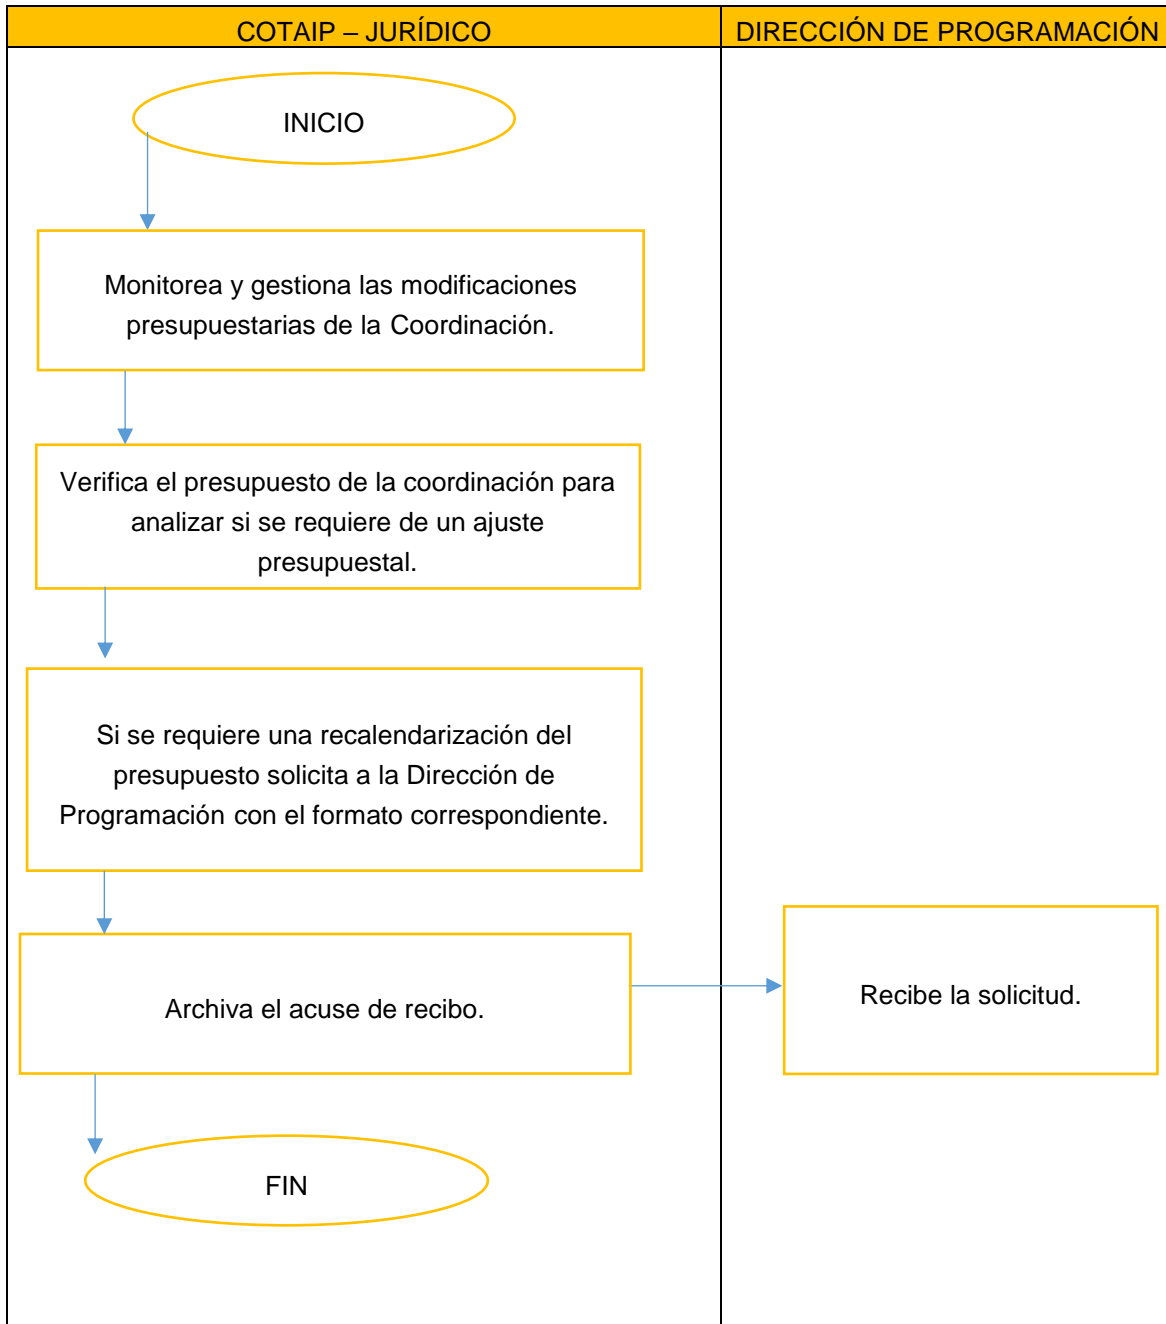 COTAIP – JURÍDICO
DIRECCIÓN DE PROGRAMACIÓN
INICIO
Monitorea y gestiona las modificaciones
presupuestarias de la Coordinación.
Verifica el presupuesto de la coordinación para
analizar si se requiere de un ajuste
presupuestal.
Si se requiere una recalendarización del
presupuesto solicita a la Dirección de
Programación con el formato correspondiente.
Archiva el acuse de recibo.
Recibe la solicitud.
FIN